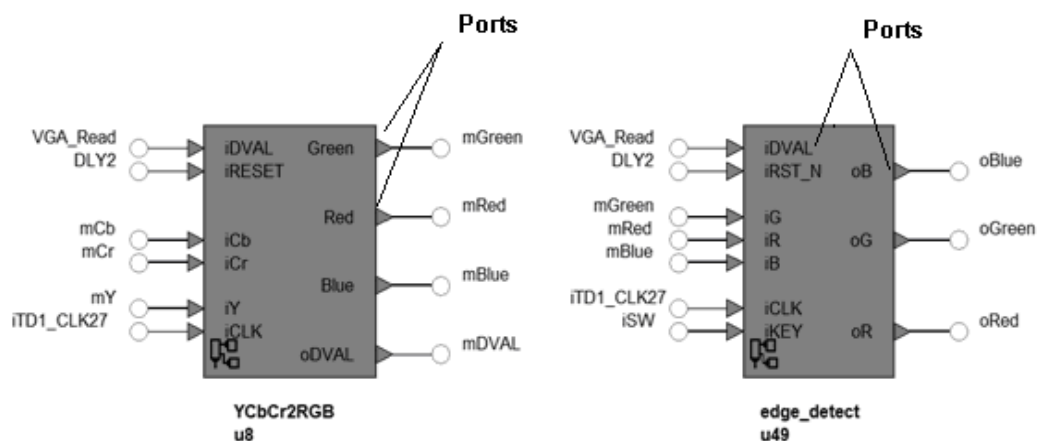 Ports
VGA_Read
DLY2
mCb
mCr
mY
iTD1_CLK27
iDVAL
iRESET
iCb
iCr
iY
iCLK
Green
Red
Blue
oDVAL
mGreen
mRed
mBlue
mDVAL
YCbCr2RGB
u8
Ports
VGA_Read
DLY2
mGreen
mRed
mBlue
iTD1_CLK27
iSW
iDVAL
iRST_N
iG
iR
iB
iCLK
iKEY
oB
oG
oR
oBlue
oGreen
oRed
edge_detect
u49